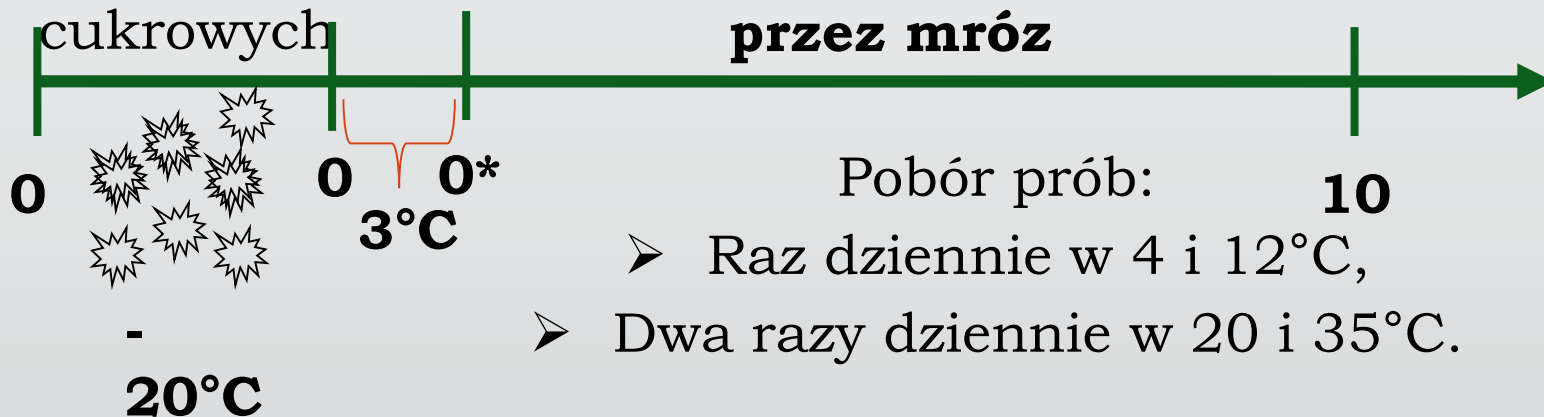 cukrowych
przez mróz
0
0
0*
10
3°C
Pobór prób:
➢ Raz dziennie w 4 i 12°C,
➢ Dwa razy dziennie w 20 i 35°C.
-
20°C